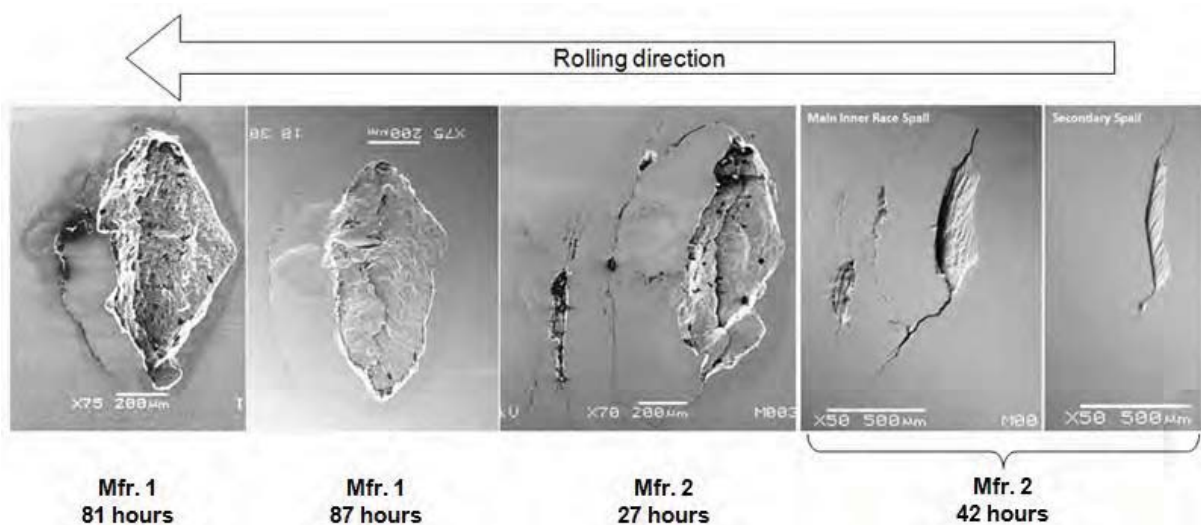 Rolling direction
X75 200µm I
X75 200µm 10 30
X70 200µm M003
Main Inner Race Spall
X50 500µm M00
Secondary Spall
X50 500µm
Mfr. 1
81 hours
Mfr. 1
87 hours
Mfr. 2
27 hours
Mfr. 2
42 hours